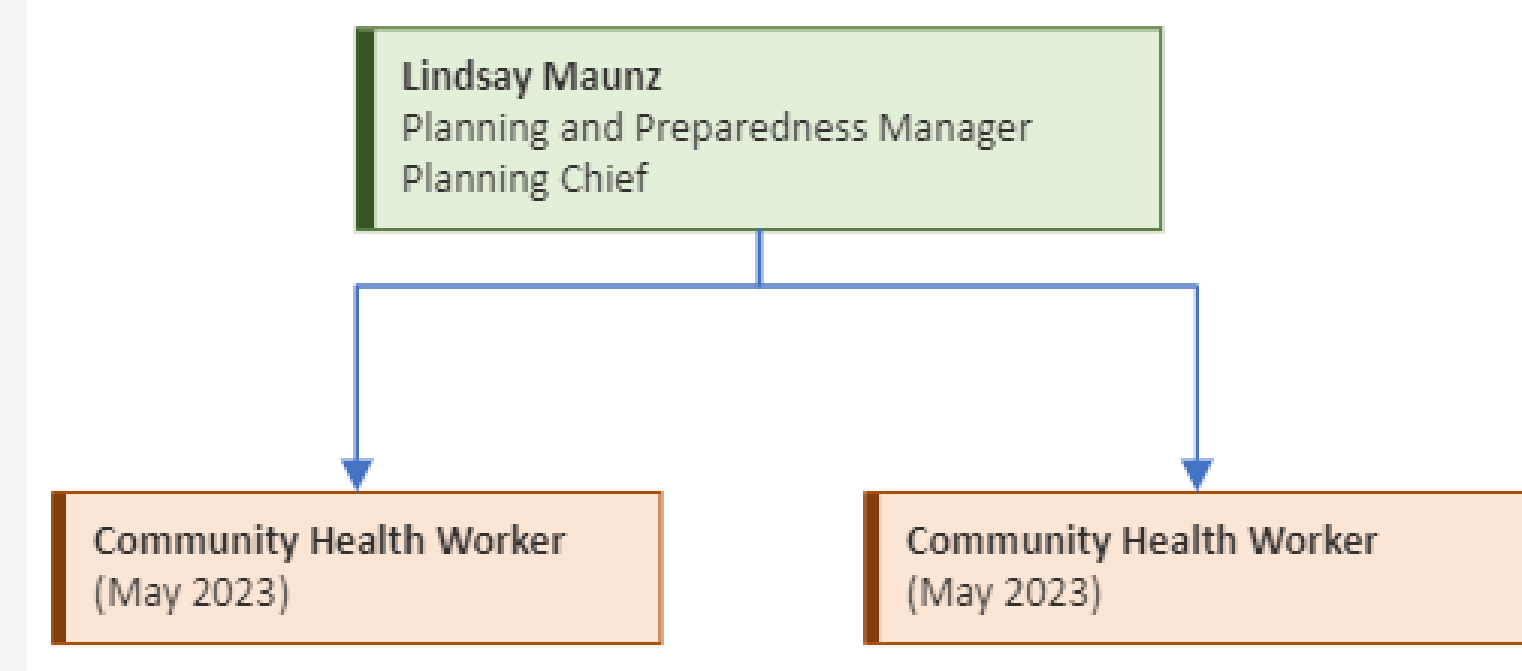 Lindsay Maunz
Planning and Preparedness Manager
Planning Chief
Community Health Worker
(May 2023)
Community Health Worker
(May 2023)